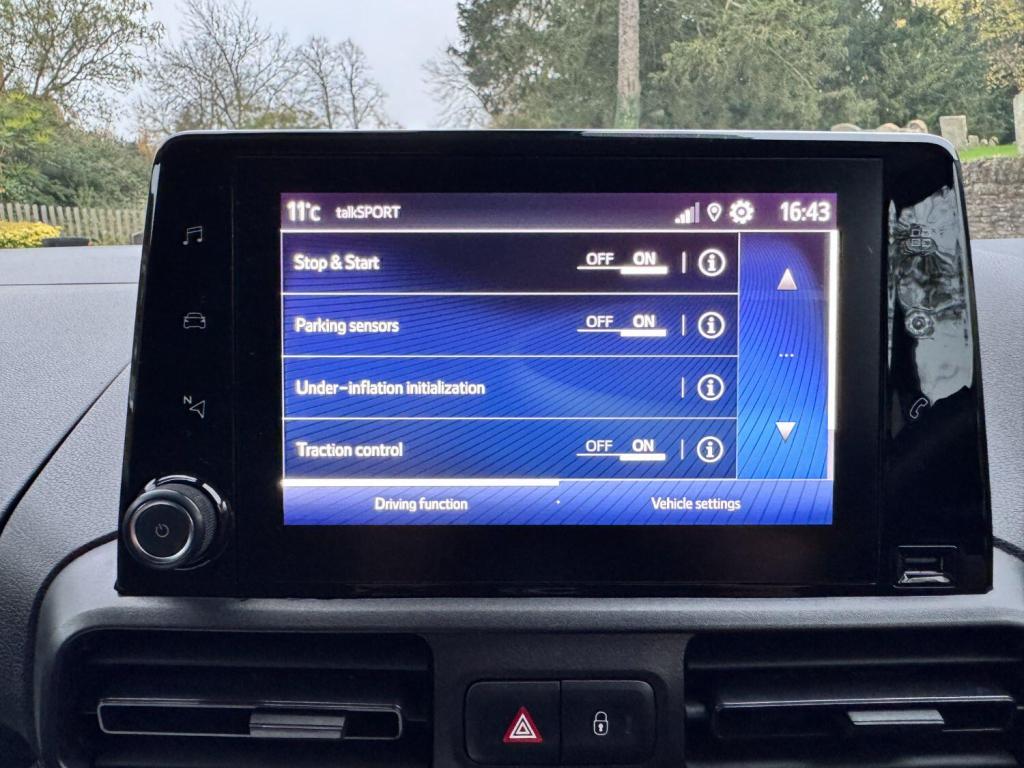 11°C talkSPORT 16:43
Stop & Start OFF ON
Parking sensors OFF ON
N
Under-inflation initialization
Traction control OFF ON
Driving function Vehicle settings